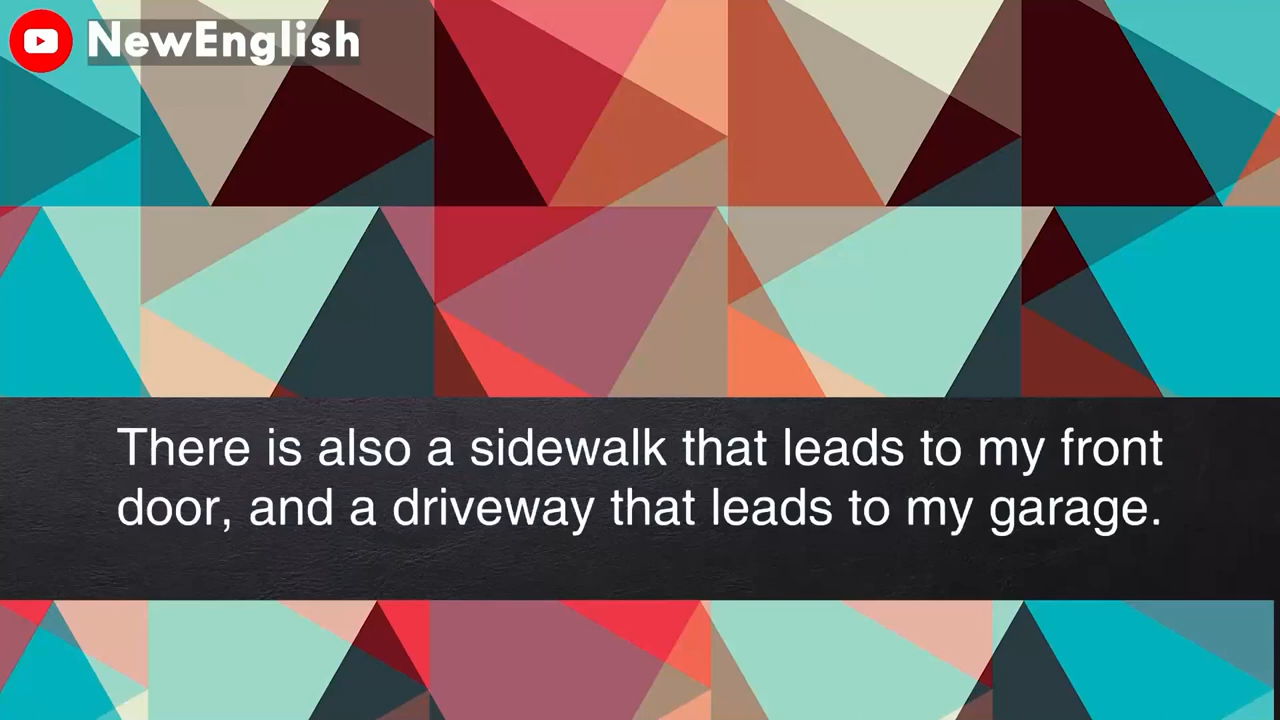 NewEnglish
There is also a sidewalk that leads to my front
door, and a driveway that leads to my garage.